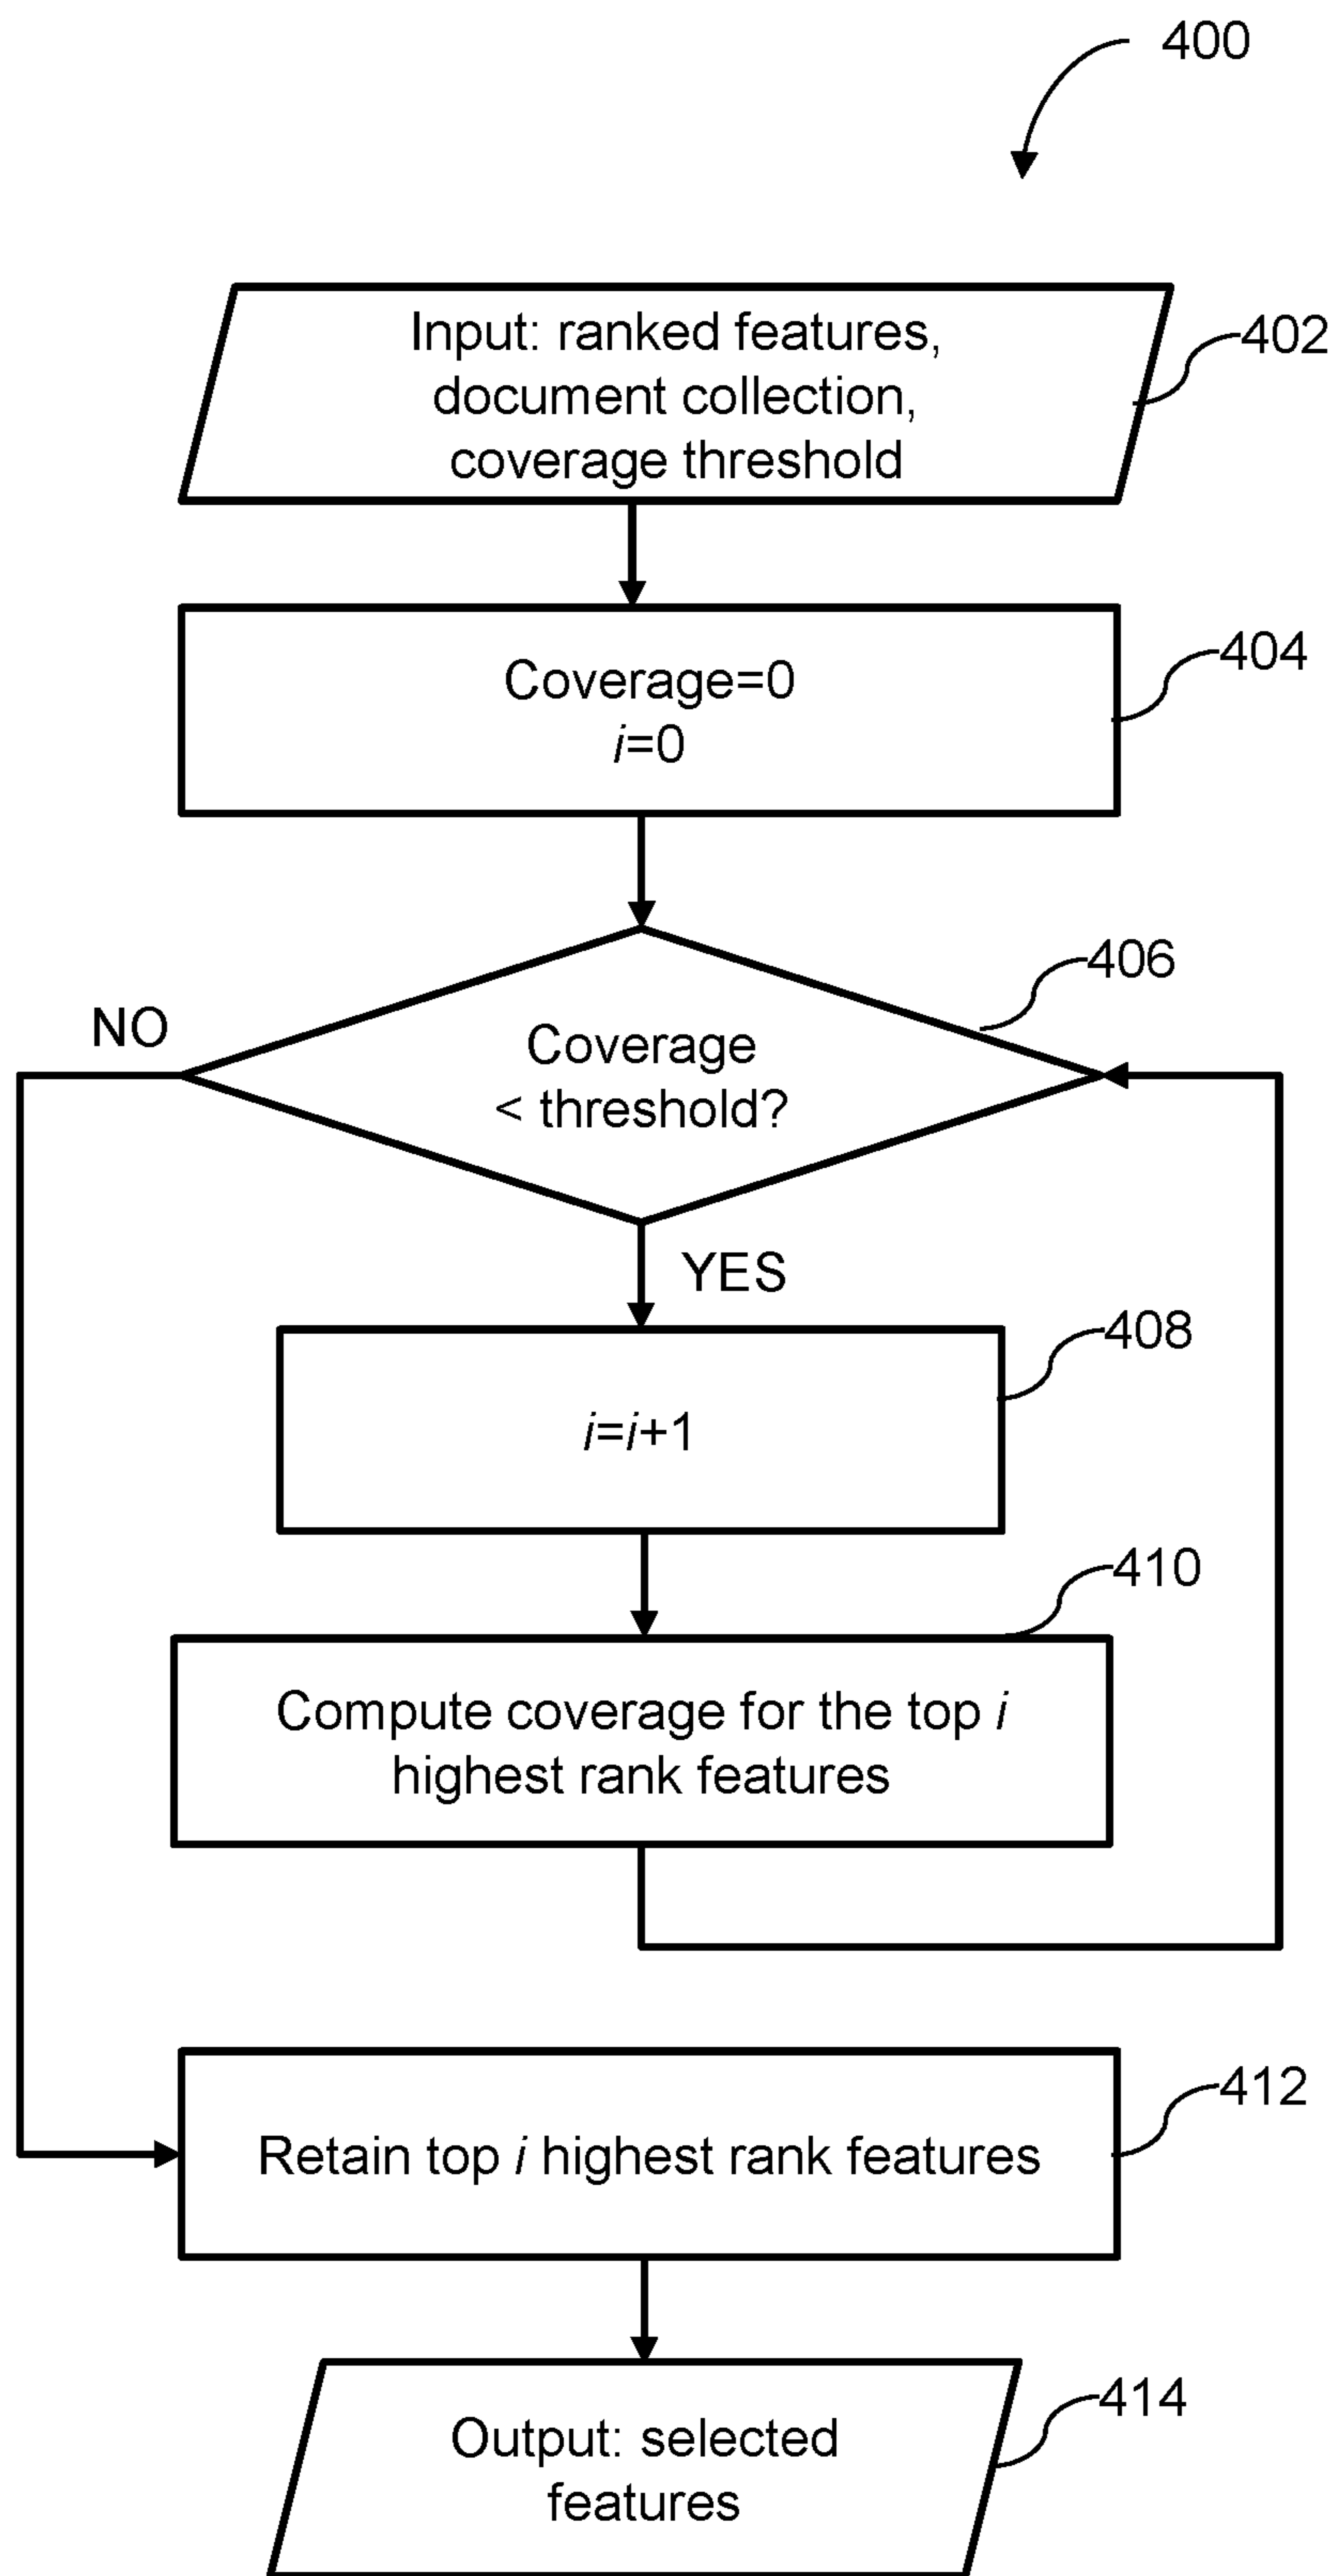 400
Input: ranked features,
document collection,
coverage threshold
402
Coverage=0
i=0
404
406
NO
Coverage
< threshold?
YES
408
i=i+1
410
Compute coverage for the top i
highest rank features
412
Retain top i highest rank features
414
Output: selected
features